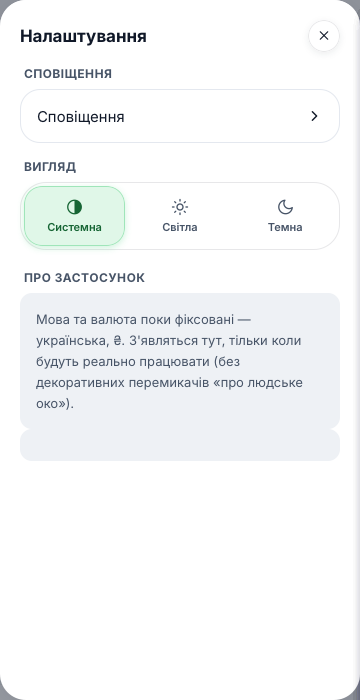 Налаштування
СПОВІЩЕННЯ
Сповіщення
ВИГЛЯД
Системна
Світла
Темна
ПРО ЗАСТОСУНОК
Мова та валюта поки фіксовані —
українська, ₴. З'являться тут, тільки коли
будуть реально працювати (без
декоративних перемикачів «про людське
око»).